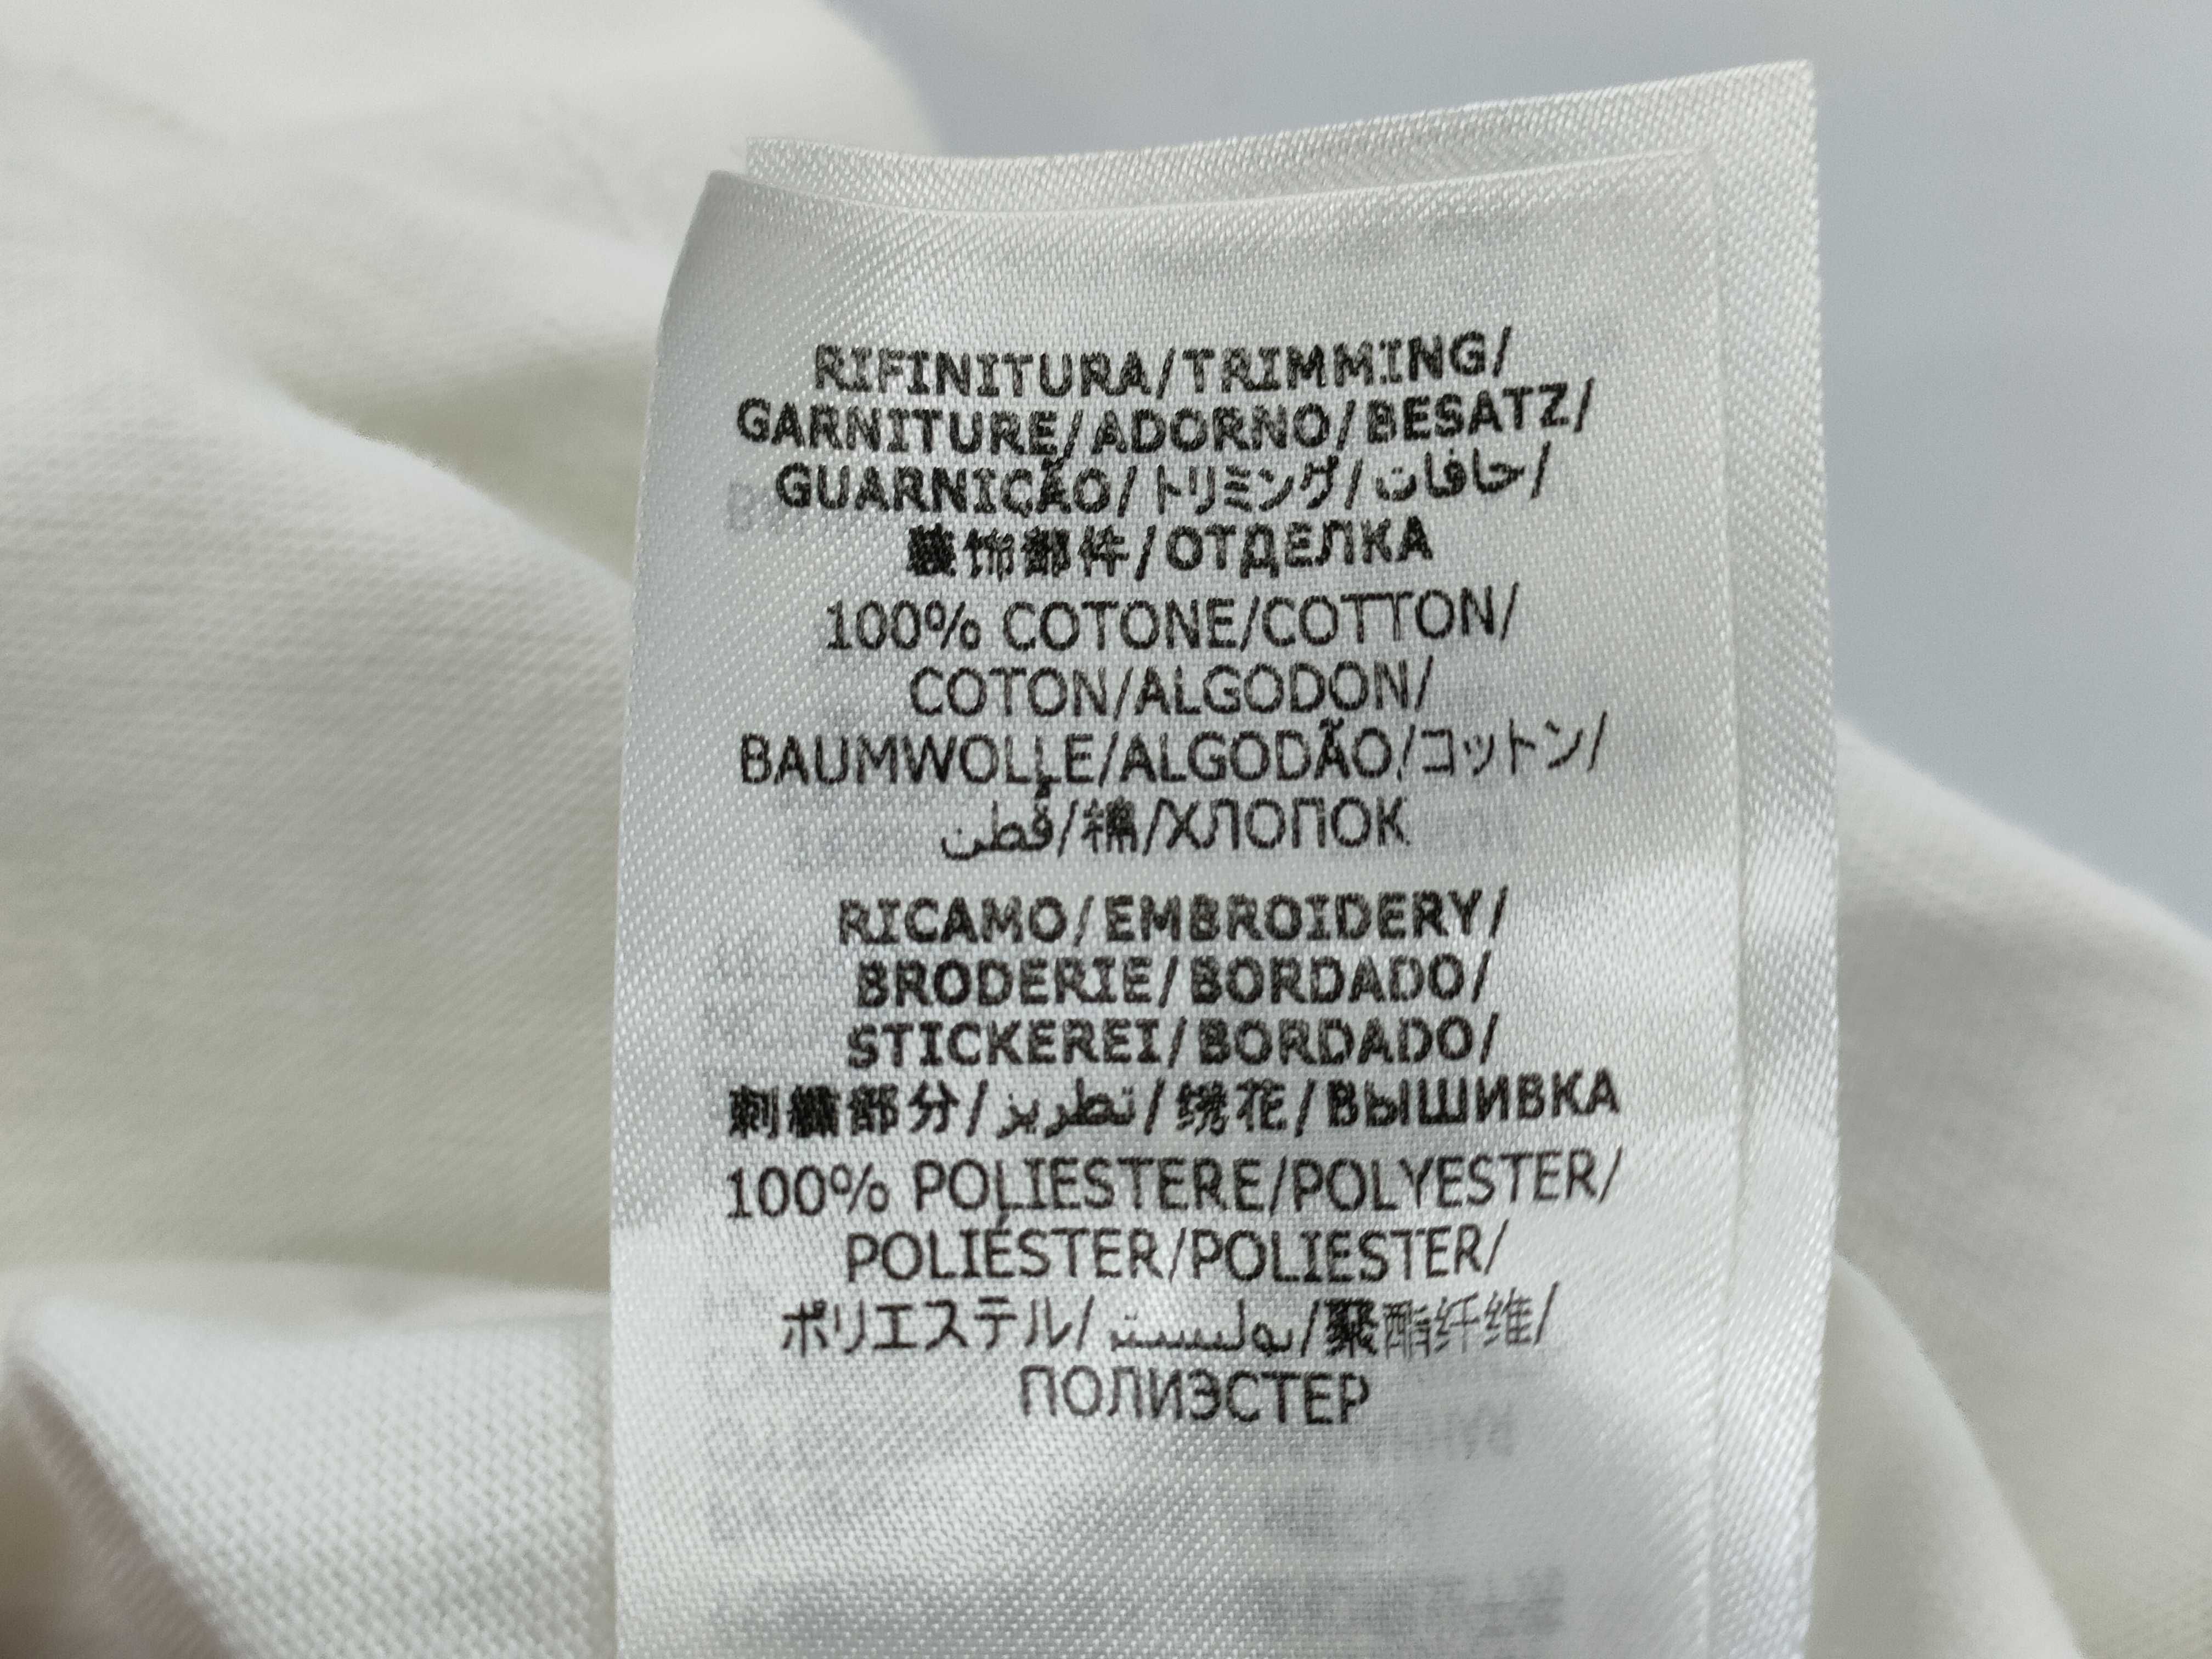 RIFINITURA/TRIMMING/
GARNITURE/ADORNO/BESATZ/
GUARNIÇÃO/トリミング/حافات/
装饰部件/ОТДЕЛКА
100% COTONE/COTTON/
COTON/ALGODON/
BAUMWOLLE/ALGODÃO/コットン/
قطن/棉/ХЛОПОК
RICAMO/EMBROIDERY/
BRODERIE/BORDADO/
STICKEREI/BORDADO/
刺繍部分/تطريز/绣花/ВЫШИВКА
100% POLIESTERE/POLYESTER/
POLIÉSTER/POLIESTER/
ポリエステル/بوليستر/聚酯纤维/
ПОЛИЭСТЕР